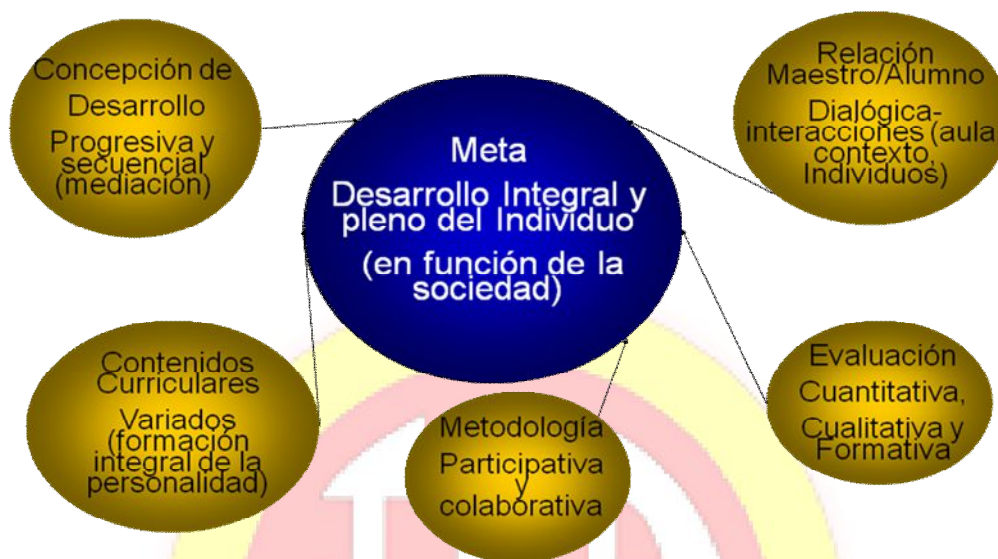 Concepción de
Desarrollo
Progresiva y
secuencial
(mediación)
Meta
Desarrollo Integral y
pleno del Individuo
(en función de la
sociedad)
Relación
Maestro/Alumno
Dialógica-
interacciones (aula,
contexto,
Individuos)
Contenidos
Curriculares
Variados
(formación
integral de la
personalidad)
Metodología
Participativa
y
colaborativa
Evaluación
Cuantitativa,
Cualitativa y
Formativa